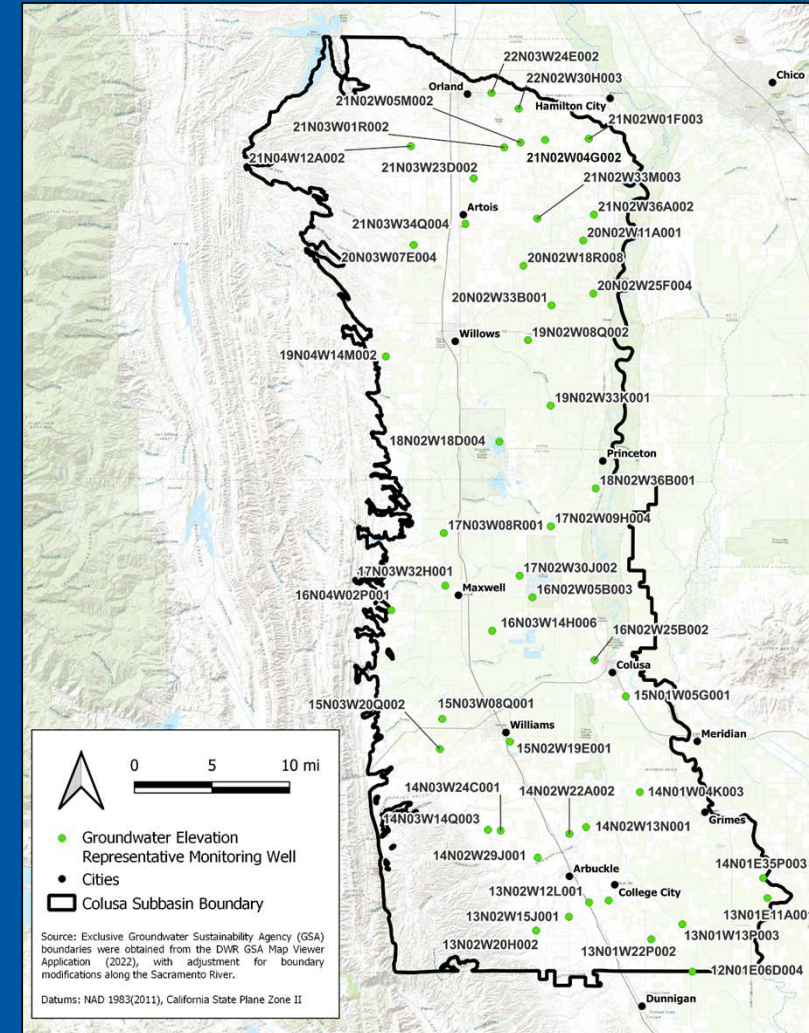 22N03W24E002
Chico
Orland
22N02W30H003
21N02W05M002
Hamilton City
21N03W01R002
21N02W01F003
21N04W12A002
21N02W04G002
21N03W23D002
21N02W33M003
Artois
21N02W36A002
21N03W34Q004
20N02W11A001
20N03W07E004
20N02W18R008
20N02W25F004
20N02W33B001
Willows
19N02W08Q002
19N04W14M002
19N02W33K001
18N02W18D004
Princeton
18N02W36B001
17N03W08R001
17N02W09H004
17N03W32H001
17N02W30J002
16N04W02P001
Maxwell
16N02W05B003
16N03W14H006
16N02W25B002
Colusa
15N01W05G001
15N03W20Q002
15N03W08Q001
Williams
Meridian
15N02W19E001
14N03W24C001
14N02W22A002
14N01W04K003
14N03W14Q003
14N02W13N001
Grimes
14N02W29J001
14N01E35P003
Arbuckle
13N02W12L001
College City
13N01E11A001
13N02W15J001
13N01W13P003
13N02W20H002
13N01W22P002
12N01E06D004
Dunnigan
0 5 10 mi
Groundwater Elevation
Representative Monitoring Well
Cities
Colusa Subbasin Boundary
Source: Exclusive Groundwater Sustainability Agency (GSA)
boundaries were obtained from the DWR GSA Map Viewer
Application (2022), with adjustment for boundary
modifications along the Sacramento River.
Datums: NAD 1983(2011), California State Plane Zone II